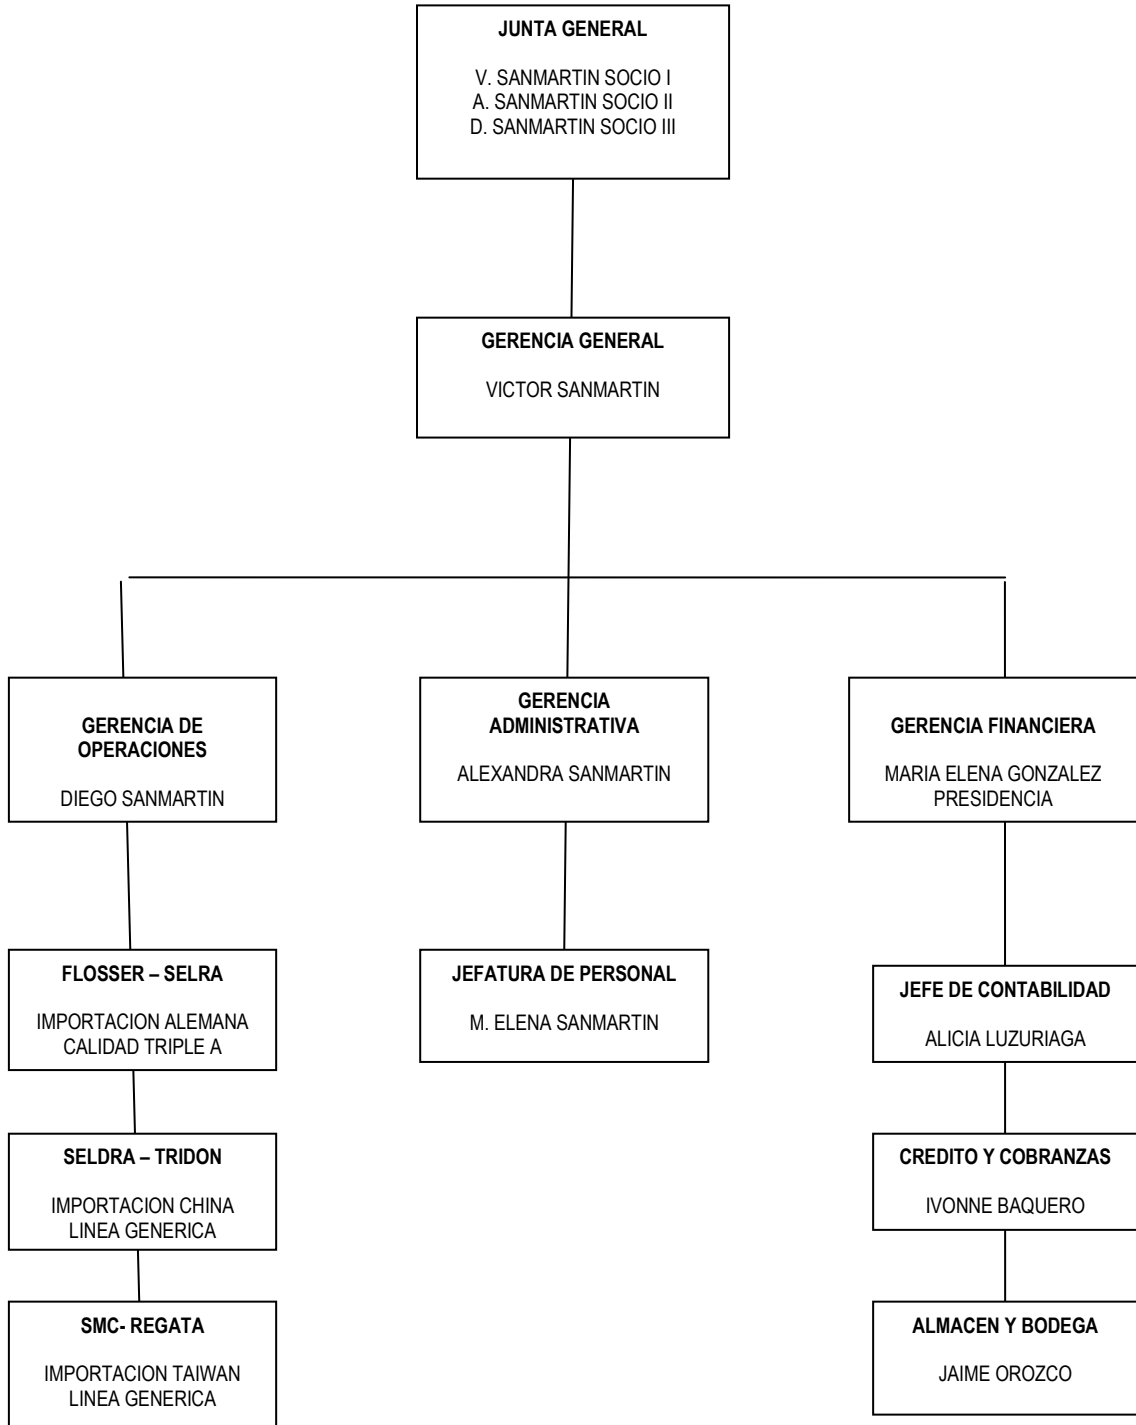 JUNTA GENERAL
V. SANMARTIN SOCIO I
A. SANMARTIN SOCIO II
D. SANMARTIN SOCIO III
GERENCIA GENERAL
VICTOR SANMARTIN
GERENCIA DE
OPERACIONES
DIEGO SANMARTIN
GERENCIA
ADMINISTRATIVA
ALEXANDRA SANMARTIN
GERENCIA FINANCIERA
MARIA ELENA GONZALEZ
PRESIDENCIA
FLOSSER – SELRA
IMPORTACION ALEMANA
CALIDAD TRIPLE A
JEFATURA DE PERSONAL
M. ELENA SANMARTIN
JEFE DE CONTABILIDAD
ALICIA LUZURIAGA
SELDRA – TRIDON
IMPORTACION CHINA
LINEA GENERICA
CREDITO Y COBRANZAS
IVONNE BAQUERO
SMC- REGATA
IMPORTACION TAIWAN
LINEA GENERICA
ALMACEN Y BODEGA
JAIME OROZCO